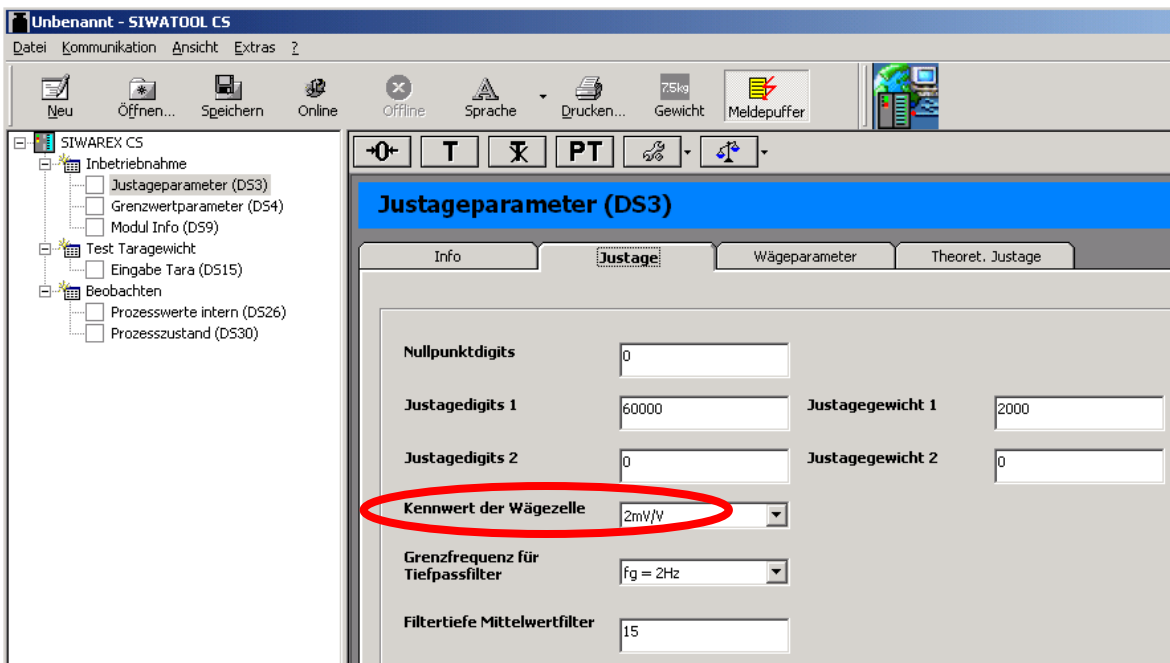 Unbenannt - SIWATOOL CS
Datei Kommunikation Ansicht Extras ?
Neu Öffnen... Speichern Online Offline Sprache Drucken... 7.5kg Gewicht Meldepuffer
SIWAREX CS
Inbetriebnahme
Justageparameter (DS3)
Grenzwertparameter (DS4)
Modul Info (DS9)
Test Taragewicht
Eingabe Tara (DS15)
Beobachten
Prozesswerte intern (DS26)
Prozesszustand (DS30)
→0← T T PT
Justageparameter (DS3)
Info Justage Wägeparameter Theoret. Justage
Nullpunktdigits 0
Justagedigits 1 60000 Justagegewicht 1 2000
Justagedigits 2 0 Justagegewicht 2 0
Kennwert der Wägezelle 2mV/V
Grenzfrequenz für
Tiefpassfilter fg = 2Hz
Filtertiefe Mittelwertfilter 15